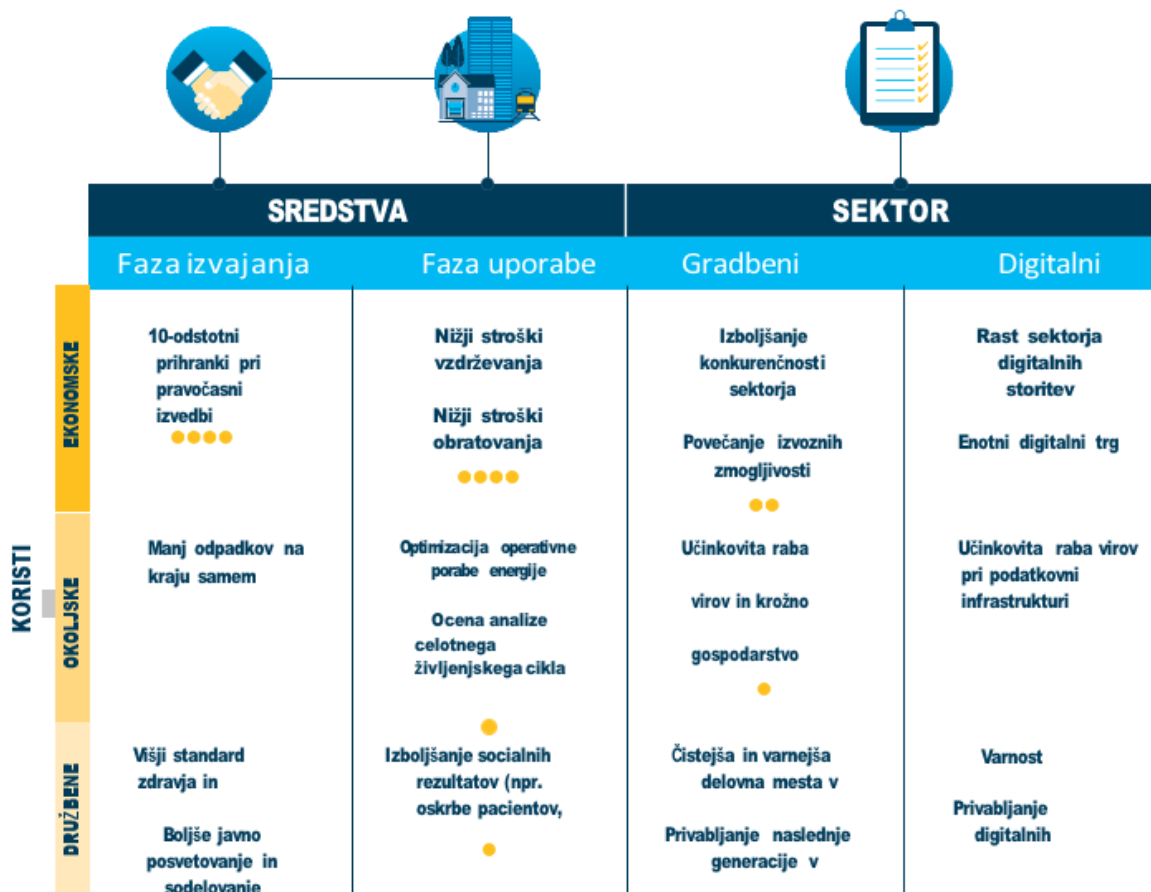 SREDSTVA
SEKTOR
Faza izvajanja
Faza uporabe
Gradbeni
Digitalni
KORISTI
EKONOMSKE
10-odstotni
prihranki pri
pravočasni
izvedbi
Nižji stroški
vzdrževanja
Nižji stroški
obratovanja
Izboljšanje
konkurenčnosti
sektorja
Povečanje izvoznih
zmogljivosti
Rast sektorja
digitalnih
storitev
Enotni digitalni trg
OKOLJSKE
Manj odpadkov na
kraju samem
Optimizacija operativne
porabe energije
Ocena analize
celotnega
življenjskega cikla
Učinkovita raba
virov in krožno
gospodarstvo
Učinkovita raba virov
pri podatkovni
infrastrukturi
DRUŽBENE
Višji standard
zdravja in
Boljše javno
posvetovanje in
sodelovanje
Izboljšanje socialnih
rezultatov (npr.
oskrbe pacientov,
Čistejša in varnejša
delovna mesta v
Privabljanje naslednje
generacije v
Varnost
Privabljanje
digitalnih